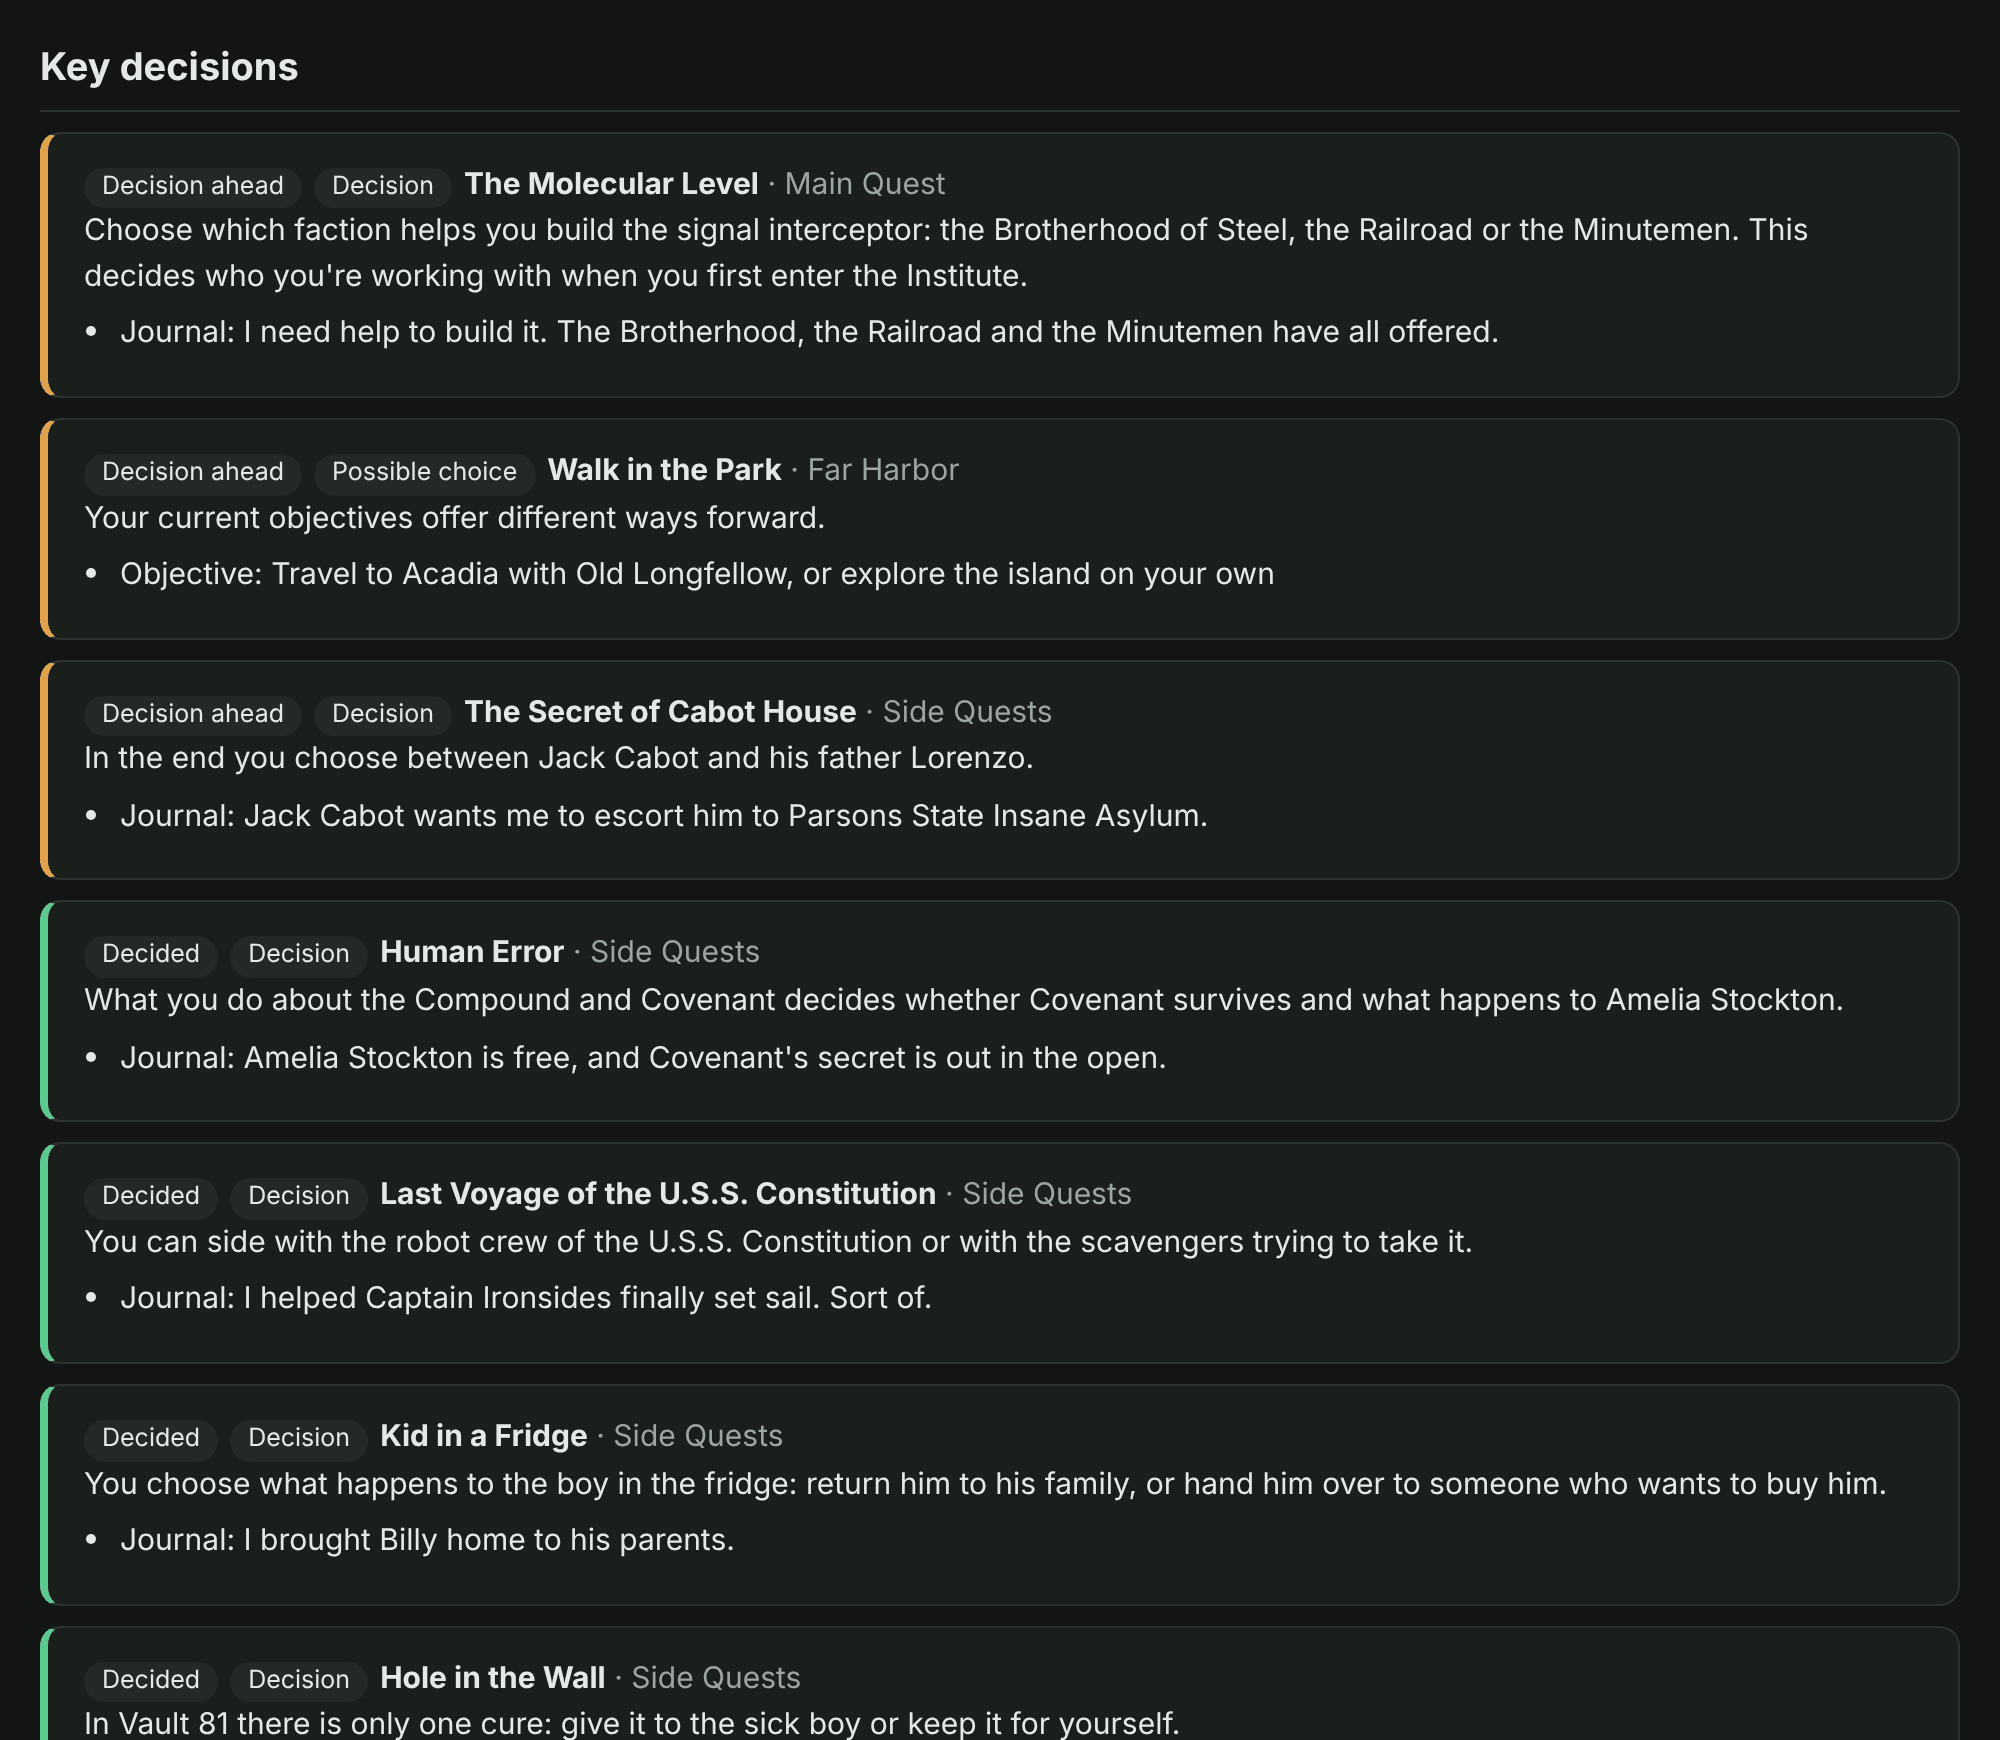 Key decisions
Decision ahead Decision The Molecular Level · Main Quest
Choose which faction helps you build the signal interceptor: the Brotherhood of Steel, the Railroad or the Minutemen. This
decides who you're working with when you first enter the Institute.
• Journal: I need help to build it. The Brotherhood, the Railroad and the Minutemen have all offered.
Decision ahead Possible choice Walk in the Park · Far Harbor
Your current objectives offer different ways forward.
• Objective: Travel to Acadia with Old Longfellow, or explore the island on your own
Decision ahead Decision The Secret of Cabot House · Side Quests
In the end you choose between Jack Cabot and his father Lorenzo.
• Journal: Jack Cabot wants me to escort him to Parsons State Insane Asylum.
Decided Decision Human Error · Side Quests
What you do about the Compound and Covenant decides whether Covenant survives and what happens to Amelia Stockton.
• Journal: Amelia Stockton is free, and Covenant's secret is out in the open.
Decided Decision Last Voyage of the U.S.S. Constitution · Side Quests
You can side with the robot crew of the U.S.S. Constitution or with the scavengers trying to take it.
• Journal: I helped Captain Ironsides finally set sail. Sort of.
Decided Decision Kid in a Fridge · Side Quests
You choose what happens to the boy in the fridge: return him to his family, or hand him over to someone who wants to buy him.
• Journal: I brought Billy home to his parents.
Decided Decision Hole in the Wall · Side Quests
In Vault 81 there is only one cure: give it to the sick boy or keep it for yourself.